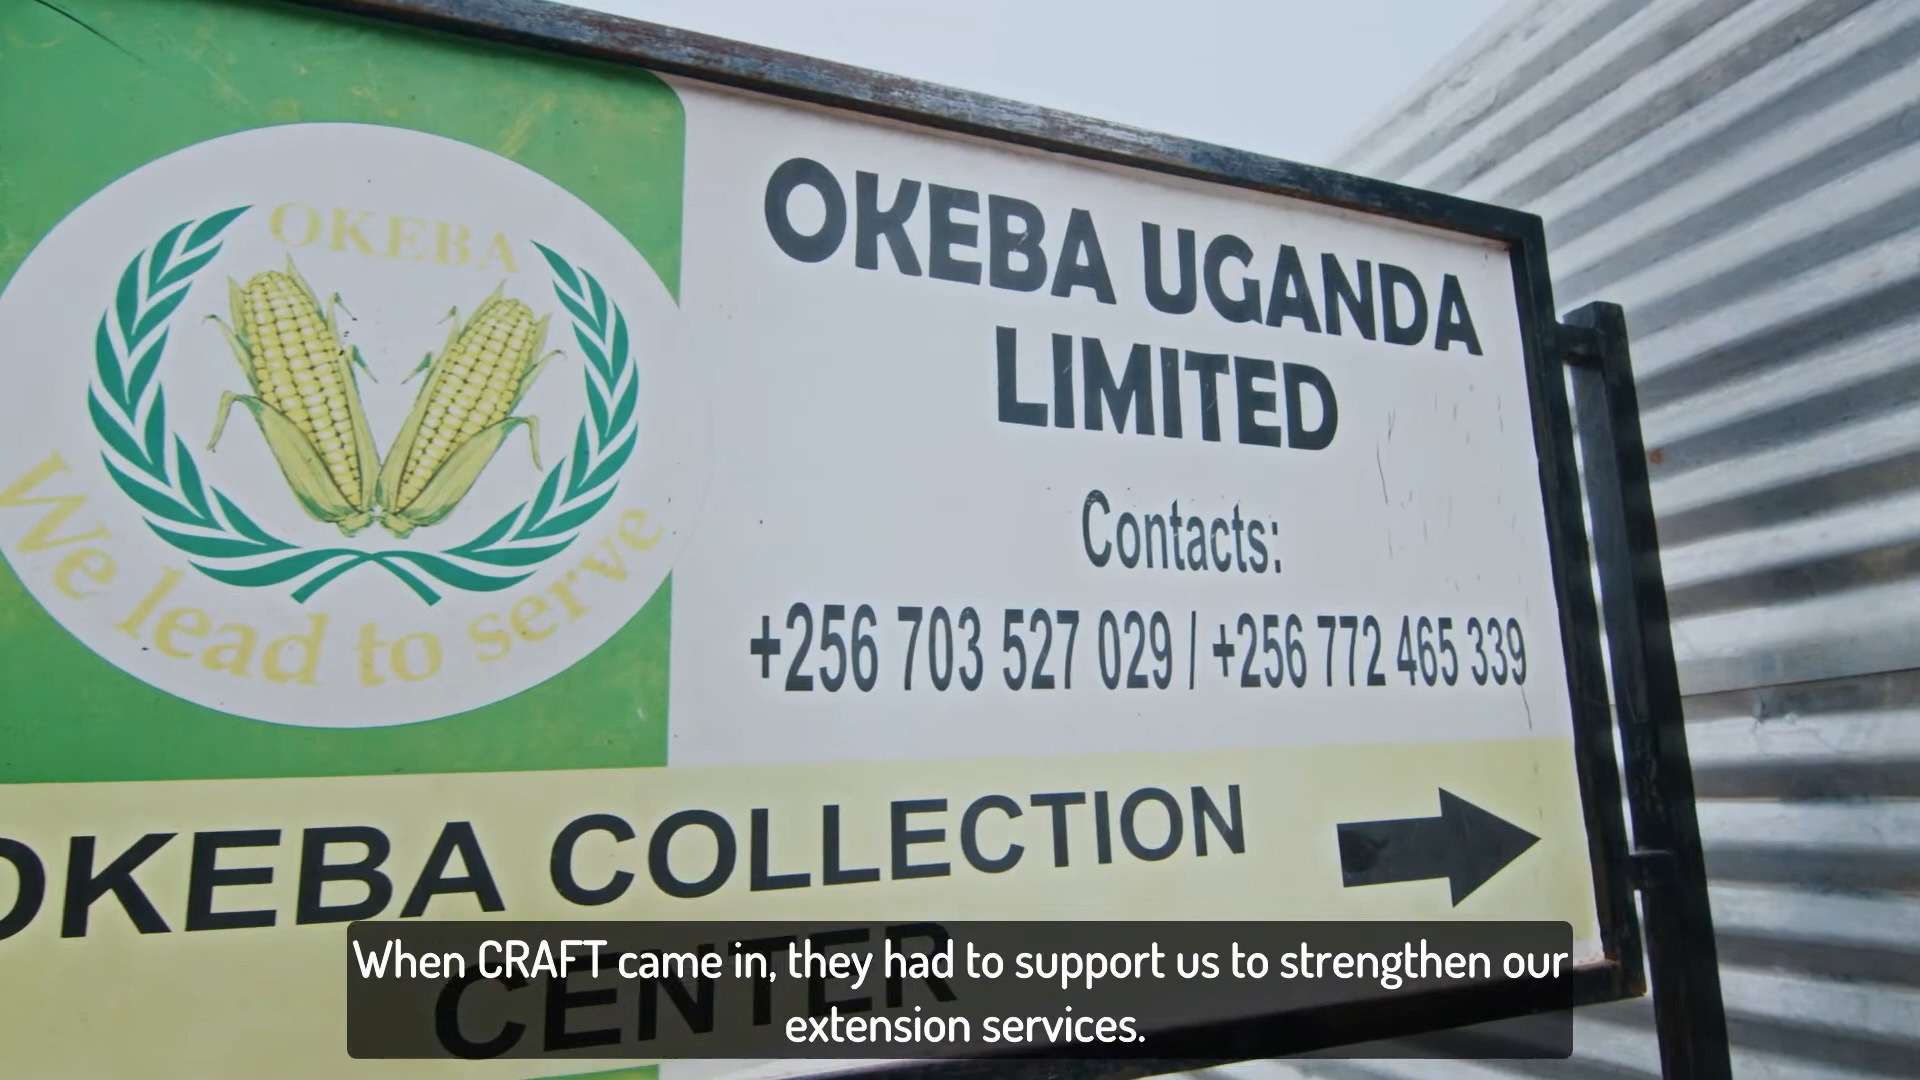 OKEBA
We lead to serve
OKEBA UGANDA
LIMITED
Contacts:
+256 703 527 029 / +256 772 465 339
OKEBA COLLECTION
CENTER
When CRAFT came in, they had to support us to strengthen our
extension services.